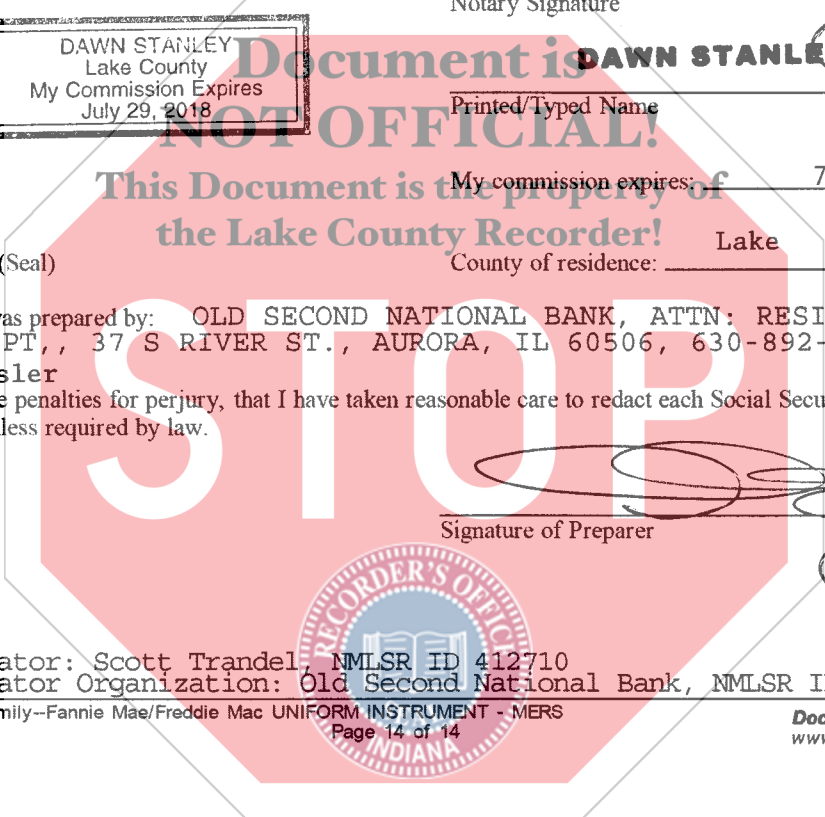 Notary Signature
DAWN STANLEY
Lake County
My Commission Expires
July 29, 2018
Document is
NOT OFFICIAL!
This Document is the property of
the Lake County Recorder!
DAWN STANLE
Printed/Typed Name
My commission expires: 7
Lake
(Seal)
County of residence:
as prepared by: OLD SECOND NATIONAL BANK, ATTN: RESI
PT,, 37 S RIVER ST., AURORA, IL 60506, 630-892-
sler
e penalties for perjury, that I have taken reasonable care to redact each Social Secu
less required by law.
STOP
Signature of Preparer
RECORDER'S OFFICE
ator: Scott Trandel, NMLSR ID 412710
ator Organization: Old Second National Bank, NMLSR I
mily--Fannie Mae/Freddie Mac UNIFORM INSTRUMENT - MERS
Page 14 of 14
INDIANA
Doc
www